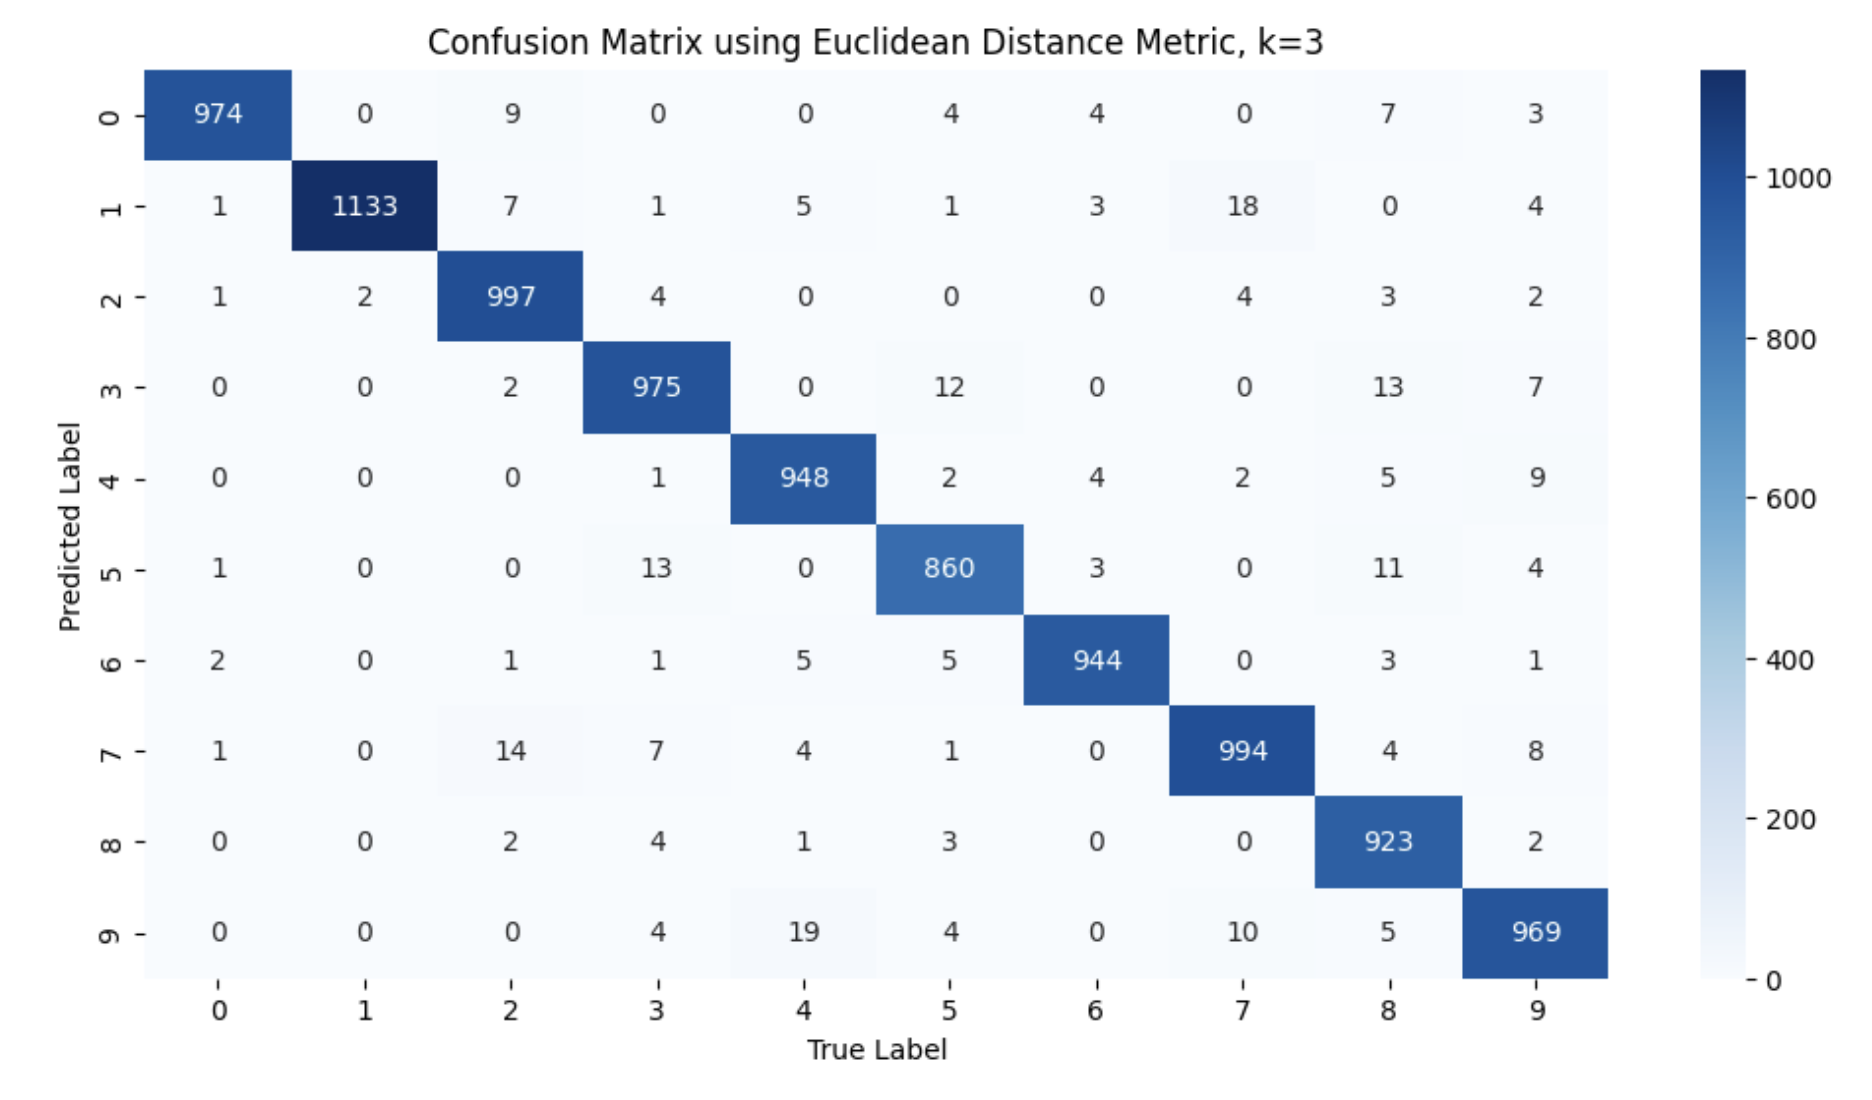 Confusion Matrix using Euclidean Distance Metric, k=3
0 974 0 9 0 0 4 4 0 7 3
1 1 1133 7 1 5 1 3 18 0 4
1000
2 1 2 997 4 0 0 0 4 3 2
800
3 0 0 2 975 0 12 0 0 13 7
4 0 0 0 1 948 2 4 2 5 9
600
Predicted Label
5 1 0 0 13 0 860 3 0 11 4
6 2 0 1 1 5 5 944 0 3 1
400
7 1 0 14 7 4 1 0 994 4 8
8 0 0 2 4 1 3 0 0 923 2
200
9 0 0 0 4 19 4 0 10 5 969
0
0 1 2 3 4 5 6 7 8 9
True Label